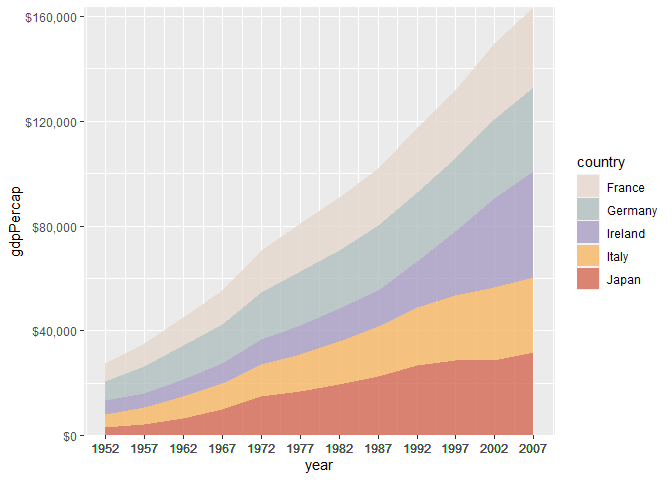 $160,000
$120,000
$80,000
$40,000
$0
gdpPercap
1952 1957 1962 1967 1972 1977 1982 1987 1992 1997 2002 2007
year
country
France
Germany
Ireland
Italy
Japan